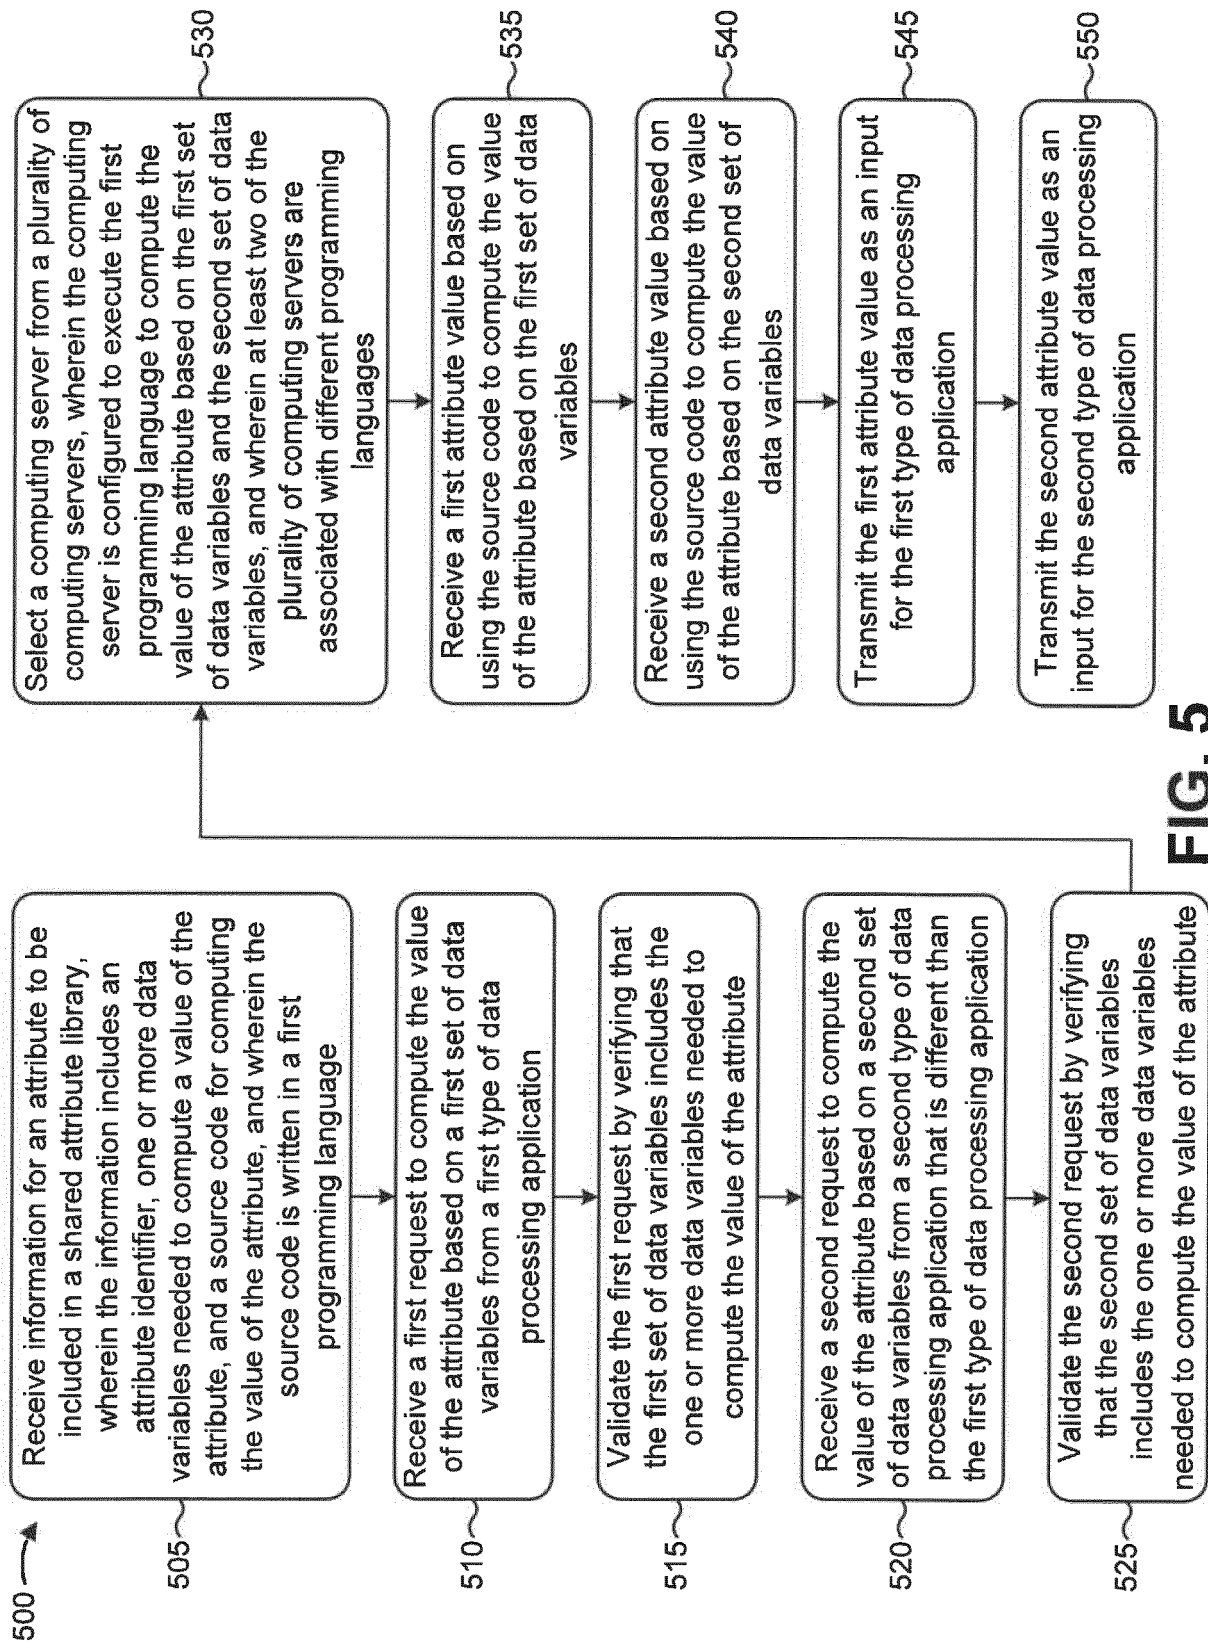 500
Receive information for an attribute to be
included in a shared attribute library,
wherein the information includes an
attribute identifier, one or more data
variables needed to compute a value of the
attribute, and a source code for computing
the value of the attribute, and wherein the
source code is written in a first
programming language
505
Receive a first request to compute the value
of the attribute based on a first set of data
variables from a first type of data
processing application
510
Validate the first request by verifying that
the first set of data variables includes the
one or more data variables needed to
compute the value of the attribute
515
Receive a second request to compute the
value of the attribute based on a second set
of data variables from a second type of data
processing application that is different than
the first type of data processing application
520
Validate the second request by verifying
that the second set of data variables
includes the one or more data variables
needed to compute the value of the attribute
525
Select a computing server from a plurality of
computing servers, wherein the computing
server is configured to execute the first
programming language to compute the
value of the attribute based on the first set
of data variables and the second set of data
variables, and wherein at least two of the
plurality of computing servers are
associated with different programming
languages
530
Receive a first attribute value based on
using the source code to compute the value
of the attribute based on the first set of data
variables
535
Receive a second attribute value based on
using the source code to compute the value
of the attribute based on the second set of
data variables
540
Transmit the first attribute value as an input
for the first type of data processing
application
545
Transmit the second attribute value as an
input for the second type of data processing
application
550
FIG. 5